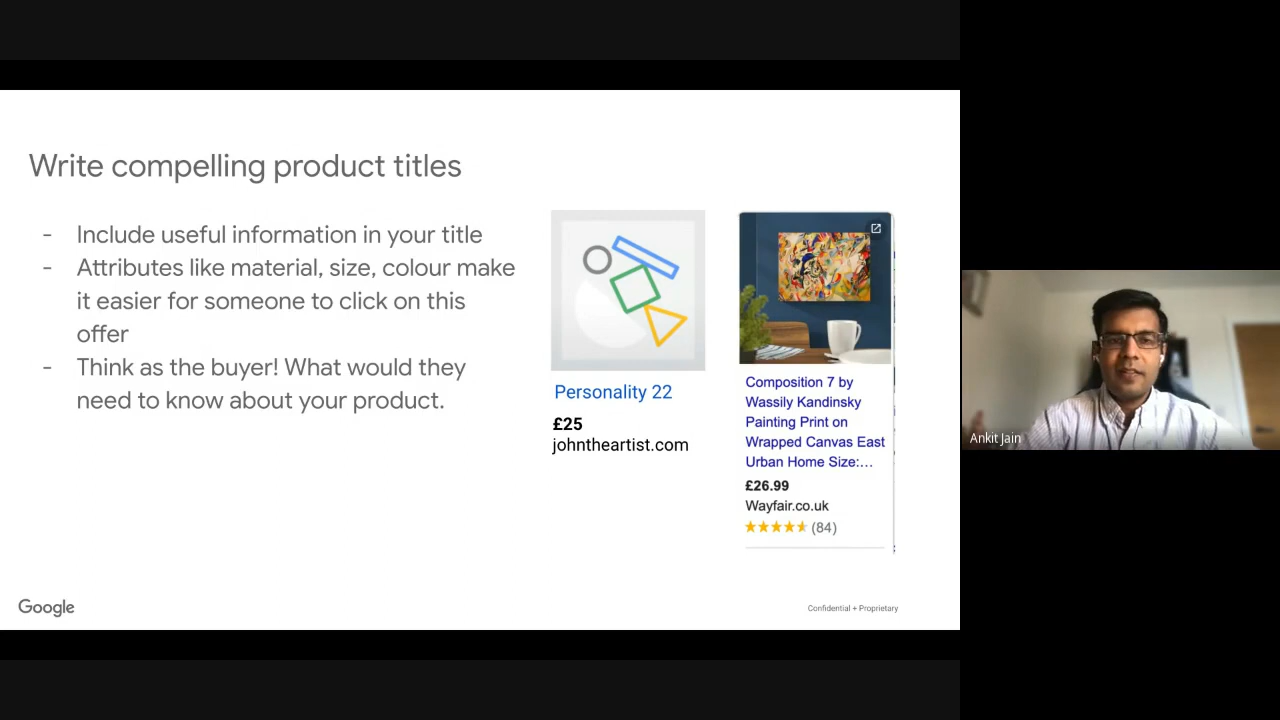 Write compelling product titles
- Include useful information in your title
- Attributes like material, size, colour make
it easier for someone to click on this
offer
- Think as the buyer! What would they
need to know about your product.
Personality 22
£25
johntheartist.com
Composition 7 by
Wassily Kandinsky
Painting Print on
Wrapped Canvas East
Urban Home Size:...
£26.99
Wayfair.co.uk
(84)
Ankit Jain
Google
Confidential + Proprietary